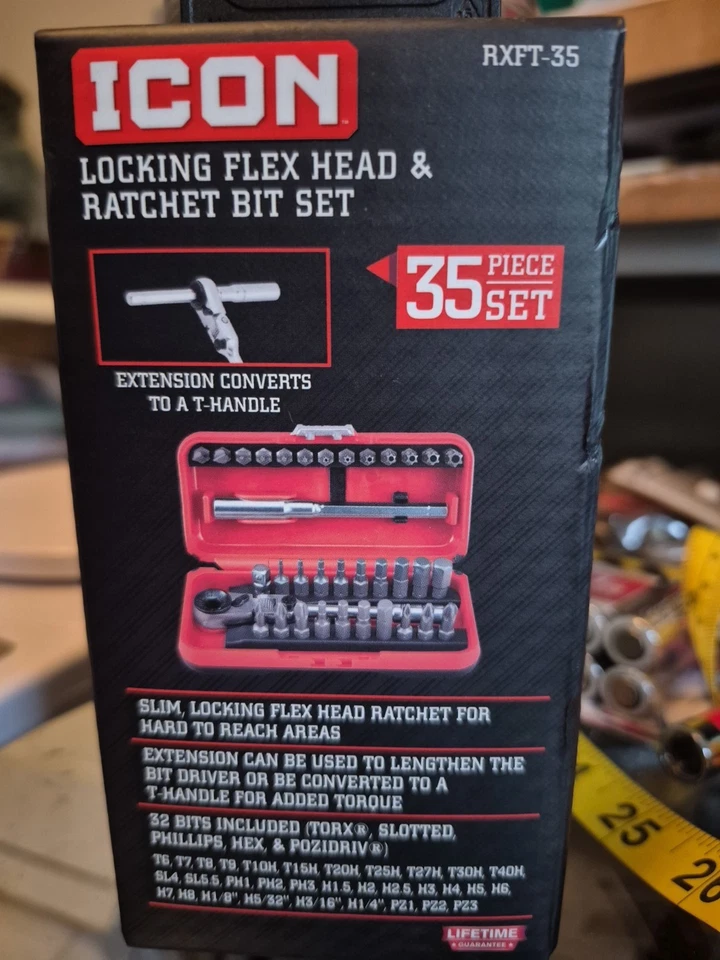 ICON
RXFT-35
LOCKING FLEX HEAD &
RATCHET BIT SET
35 PIECE
SET
EXTENSION CONVERTS
TO A T-HANDLE
SLIM, LOCKING FLEX HEAD RATCHET FOR
HARD TO REACH AREAS
EXTENSION CAN BE USED TO LENGTHEN THE
BIT DRIVER OR BE CONVERTED TO A
T-HANDLE FOR ADDED TORQUE
32 BITS INCLUDED (TORX®, SLOTTED,
PHILLIPS, HEX, & POZIDRIV®)
T6, T7, T8, T9, T10H, T15H, T20H, T25H, T27H, T30H, T40H,
SL4, SL5.5, PH1, PH2, PH3, H1.5, H2, H2.5, H3, H4, H5, H6,
H7, H8, H1/8", H5/32", H3/16", H1/4", PZ1, PZ2, PZ3
LIFETIME
GUARANTEE
25